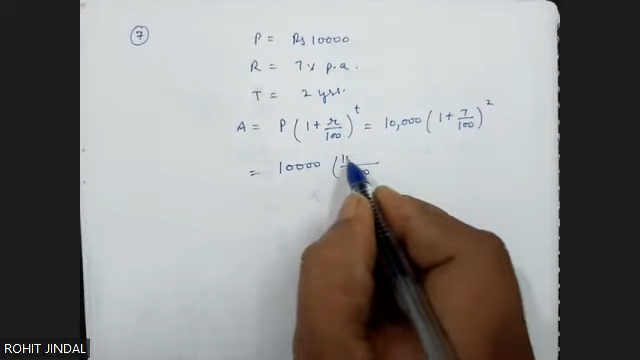 7
P = Rs 10000
R = 7% p.a.
T = 2 yrs.
A = P(1+r/100)^t = 10,000(1+7/100)^2
= 10000 (
ROHIT JINDAL